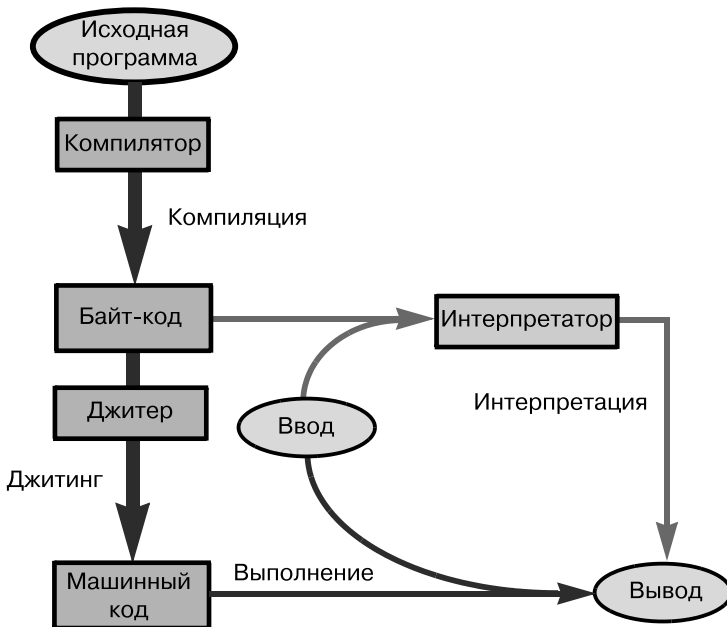 Исходная
программа
Компилятор
Компиляция
Байт-код
Интерпретатор
Джитер
Ввод
Интерпретация
Джитинг
Машинный
код
Выполнение
Вывод